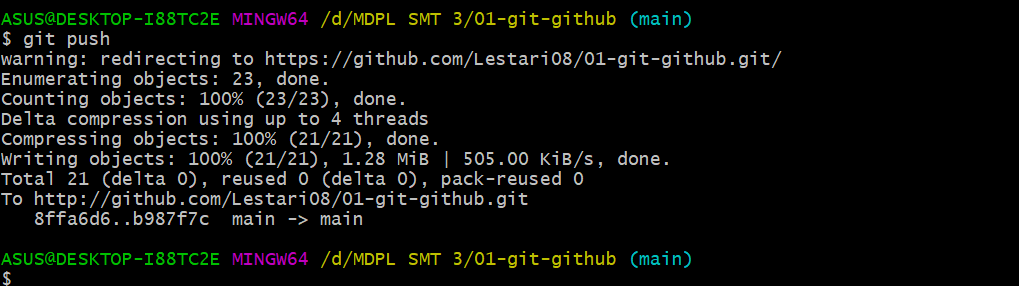 ASUS@DESKTOP-I88TC2E MINGW64 /d/MDPL SMT 3/01-git-github (main)
$ git push
warning: redirecting to https://github.com/Lestari08/01-git-github.git/
Enumerating objects: 23, done.
Counting objects: 100% (23/23), done.
Delta compression using up to 4 threads
Compressing objects: 100% (21/21), done.
Writing objects: 100% (21/21), 1.28 MiB | 505.00 KiB/s, done.
Total 21 (delta 0), reused 0 (delta 0), pack-reused 0
To http://github.com/Lestari08/01-git-github.git
   8ffa6d6..b987f7c  main -> main
ASUS@DESKTOP-I88TC2E MINGW64 /d/MDPL SMT 3/01-git-github (main)
$